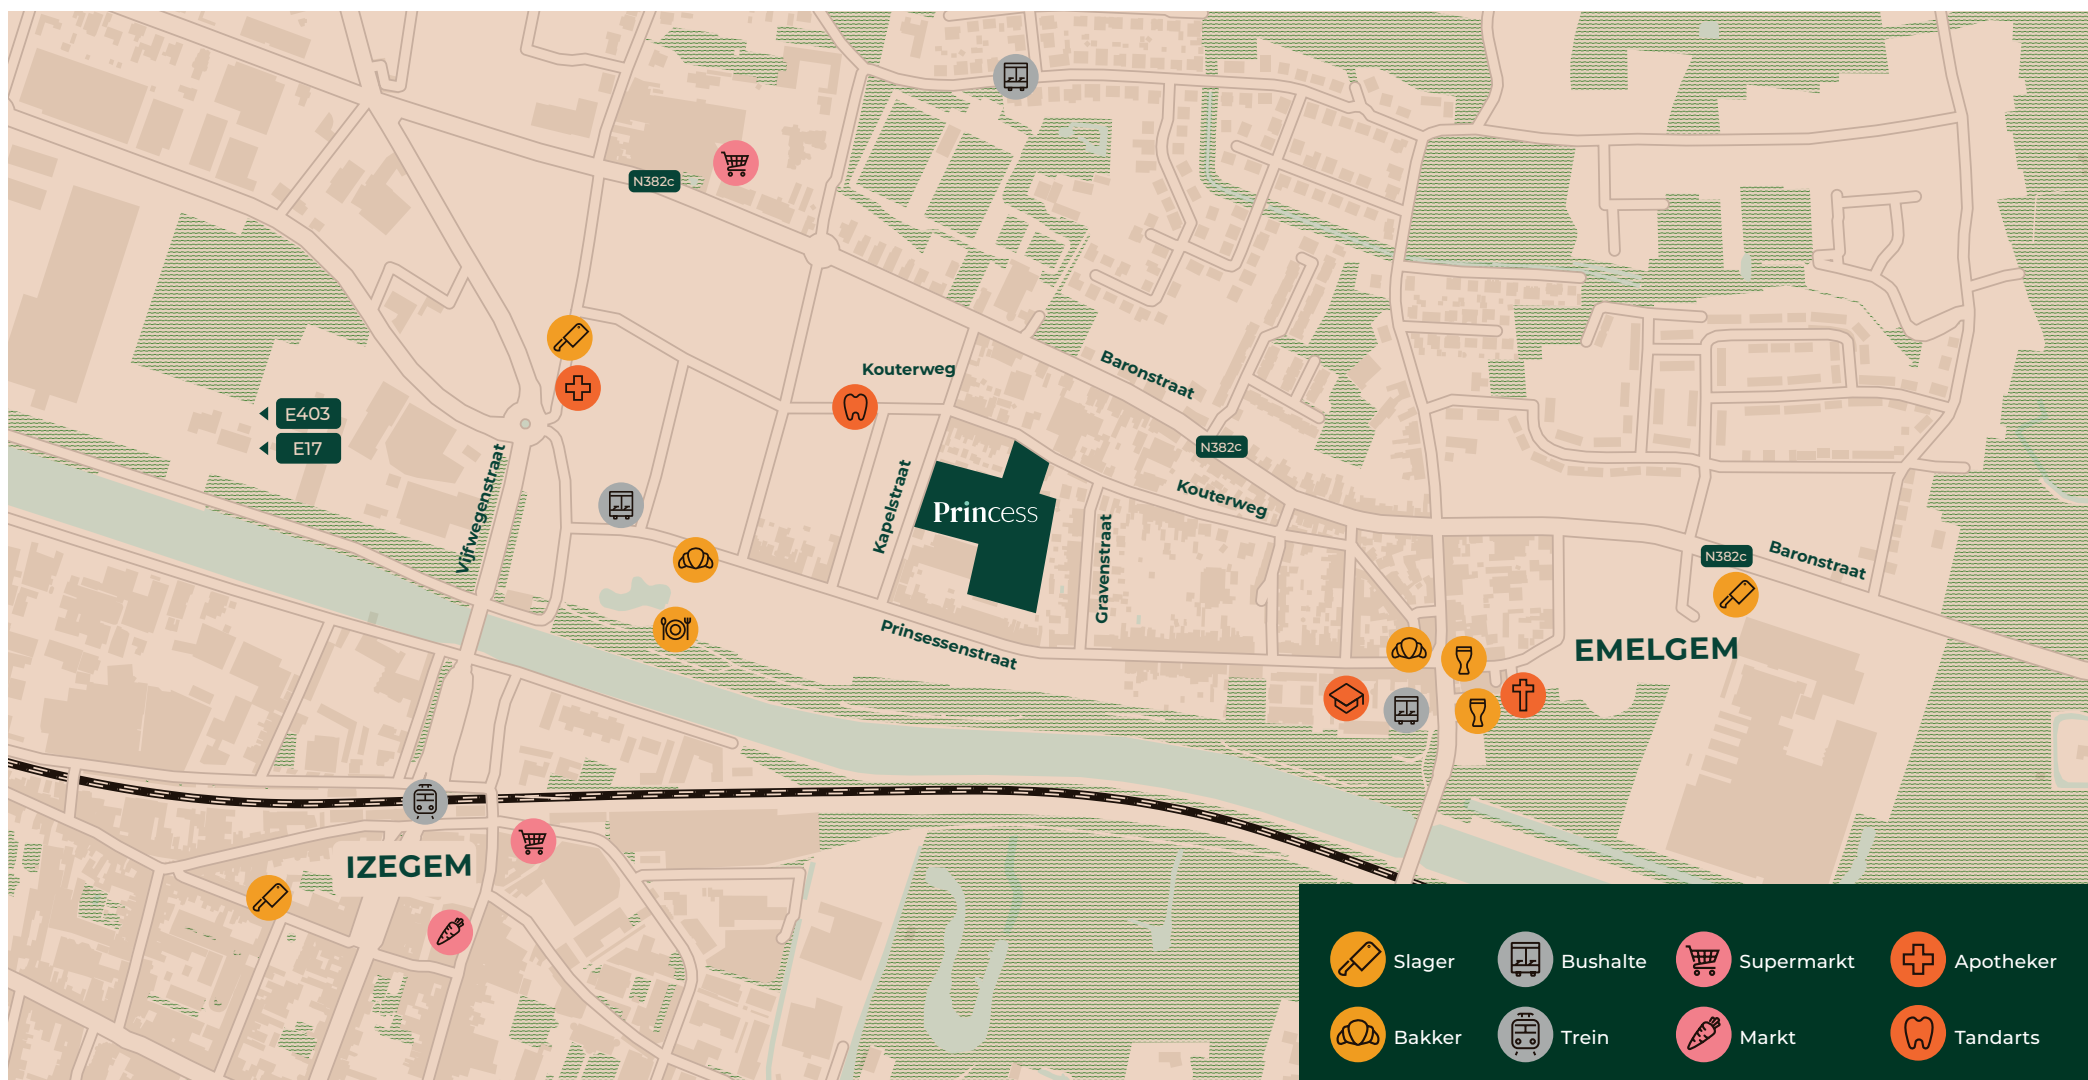 N382c
Kouterweg
Baronstraat
E403
E17
Vijfwegenstraat
Kapelstraat
Princess
N382c
Kouterweg
Gravenstraat
N382c
Baronstraat
Prinsessenstraat
EMELGEM
IZEGEM
Slager
Bushalte
Supermarkt
Apotheker
Bakker
Trein
Markt
Tandarts